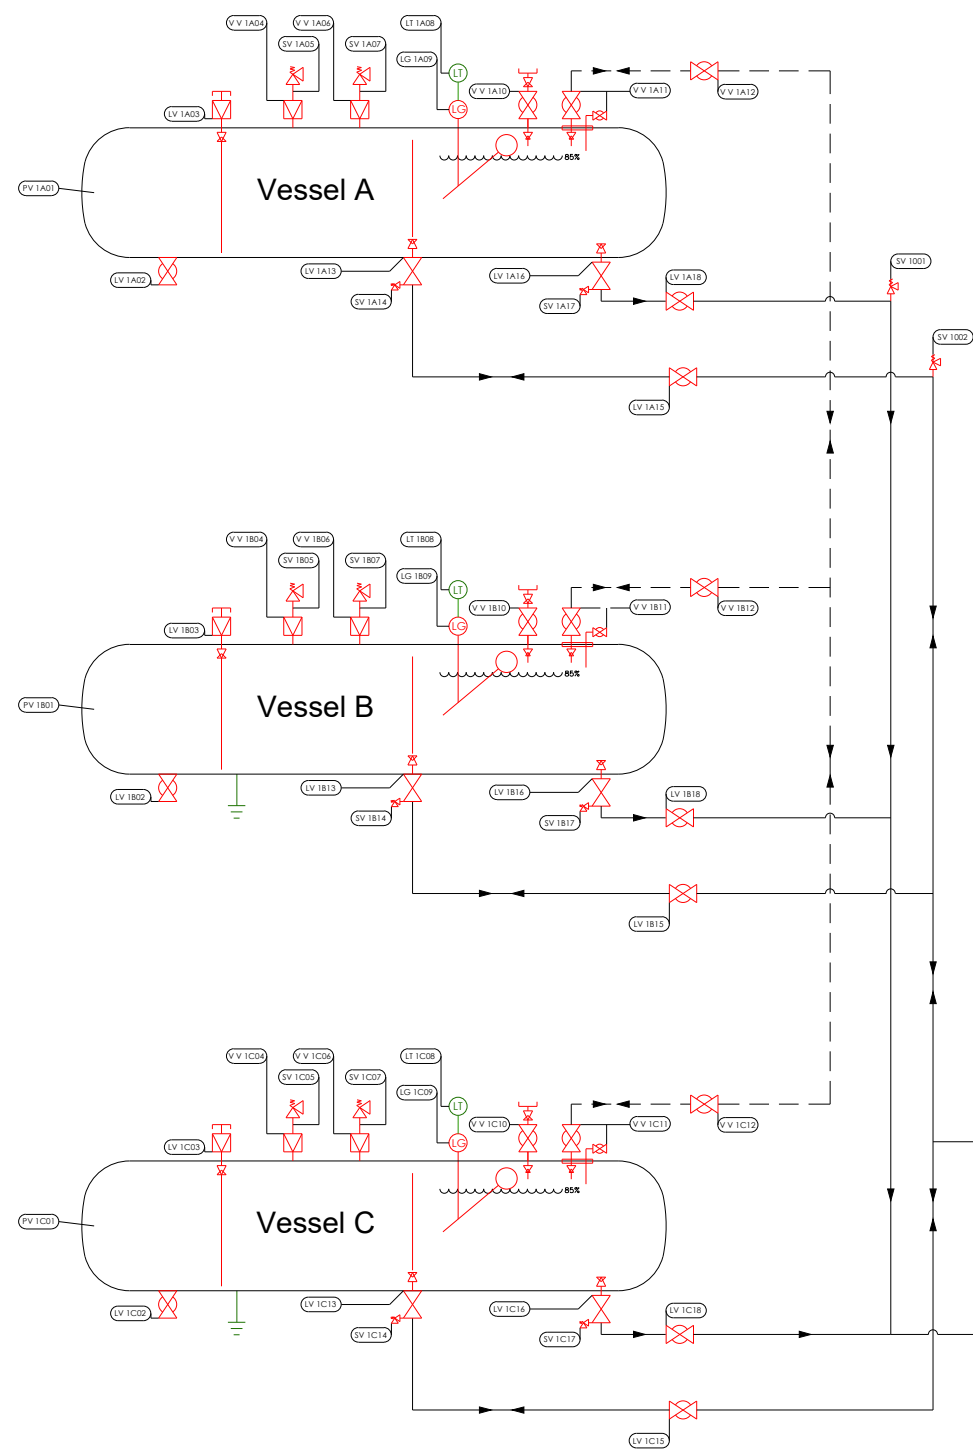 V V 1A04
V V 1A06
LT 1A08
SV 1A05
SV 1A07
LG 1A09
LT
V V 1A10
V V 1A11
V V 1A12
LV 1A03
LG
85%
PV 1A01
Vessel A
LV 1A02
LV 1A13
SV 1A14
LV 1A16
SV 1A17
LV 1A18
SV 1001
SV 1002
LV 1A15
V V 1B04
V V 1B06
LT 1B08
SV 1B05
SV 1B07
LG 1B09
LT
V V 1B10
V V 1B11
V V 1B12
LV 1B03
LG
85%
PV 1B01
Vessel B
LV 1B02
LV 1B13
SV 1B14
LV 1B16
SV 1B17
LV 1B18
LV 1B15
V V 1C04
V V 1C06
LT 1C08
SV 1C05
SV 1C07
LG 1C09
LT
V V 1C10
V V 1C11
V V 1C12
LV 1C03
LG
85%
PV 1C01
Vessel C
LV 1C02
LV 1C13
SV 1C14
LV 1C16
SV 1C17
LV 1C18
LV 1C15